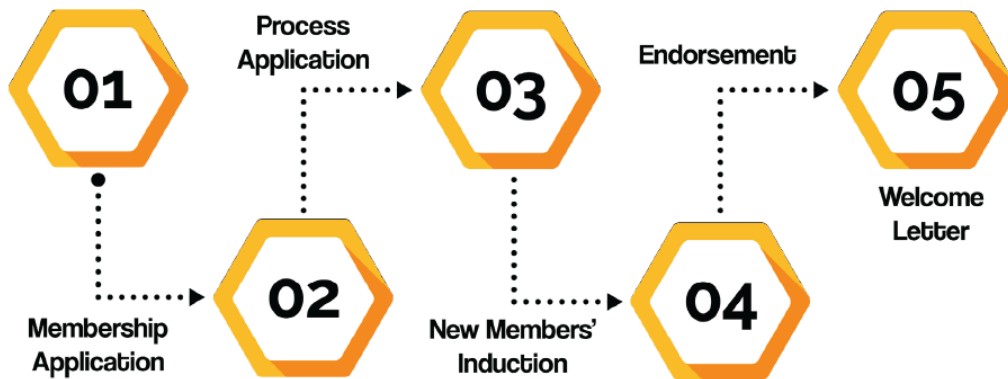 01
Membership
Application
02
Process
Application
03
New Members’
Induction
04
Endorsement
05
Welcome
Letter